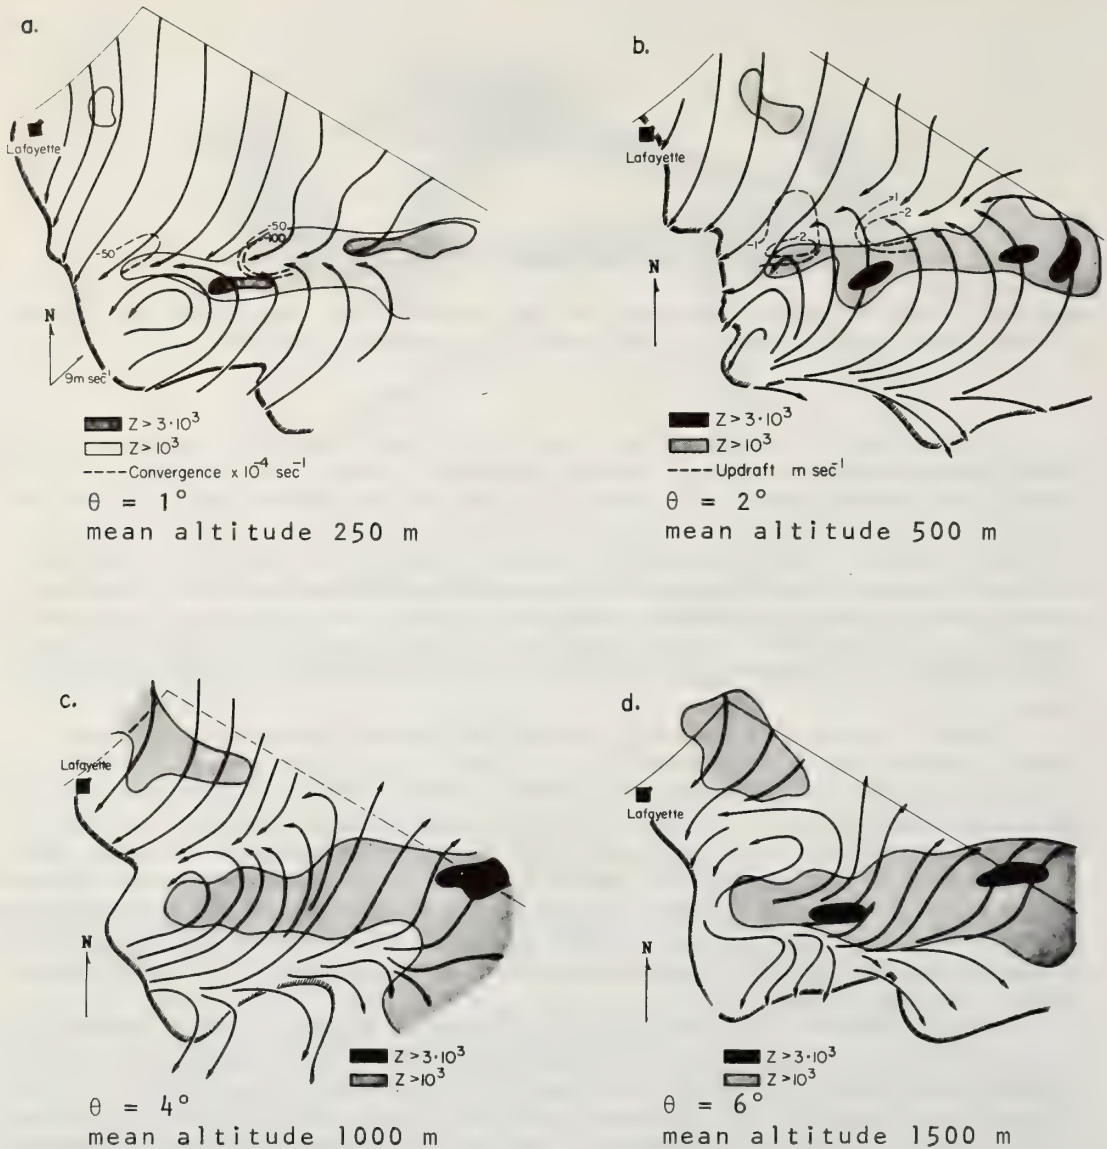 a.
Lafayette
-50
-50
100
N
9m sec⁻¹
Z > 3·10³
Z > 10³
Convergence x 10⁻⁴ sec⁻¹
θ = 1°
mean altitude 250 m
b.
Lafayette
-1
-2
-1
-2
N
Z > 3·10³
Z > 10³
Updraft m sec⁻¹
θ = 2°
mean altitude 500 m
c.
Lafayette
N
Z > 3·10³
Z > 10³
θ = 4°
mean altitude 1000 m
d.
Lafayette
N
Z > 3·10³
Z > 10³
θ = 6°
mean altitude 1500 m